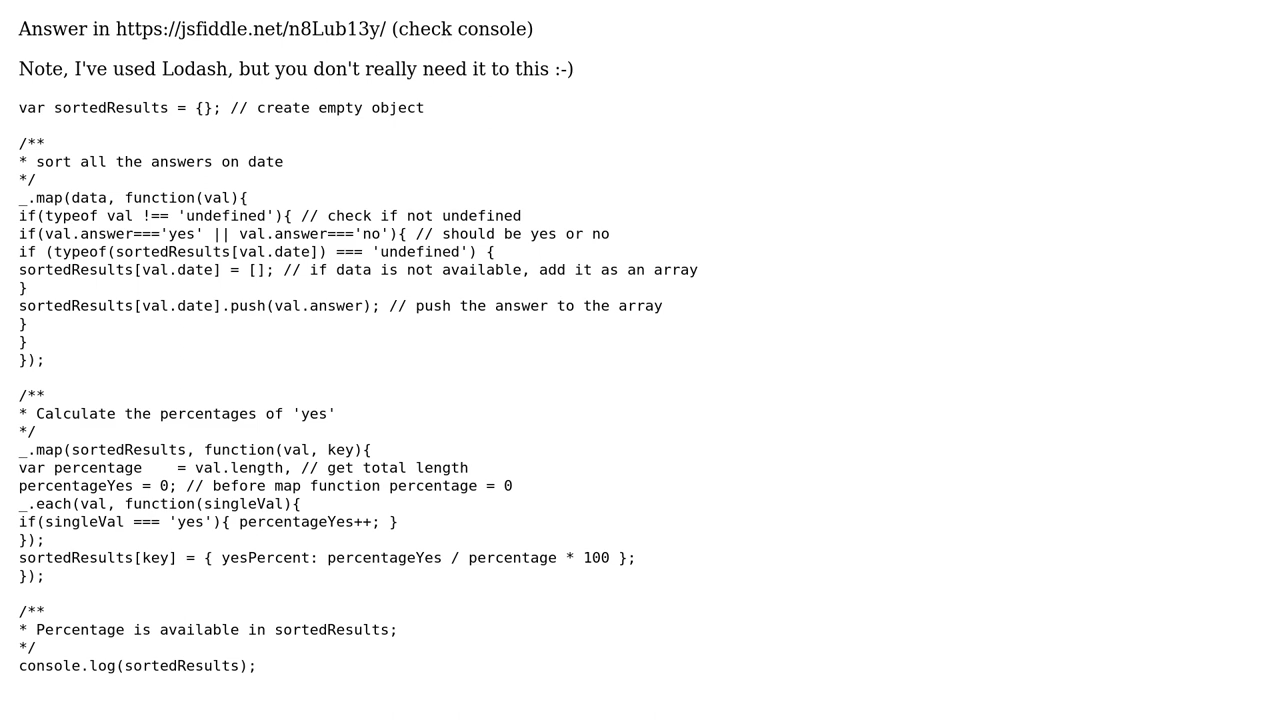 Answer in https://jsfiddle.net/n8Lub13y/ (check console)
Note, I've used Lodash, but you don't really need it to this :-)
var sortedResults = {}; // create empty object
/**
* sort all the answers on date
*/
_.map(data, function(val){
if(typeof val !== 'undefined'){ // check if not undefined
if(val.answer==='yes' || val.answer==='no'){ // should be yes or no
if (typeof(sortedResults[val.date]) === 'undefined') {
sortedResults[val.date] = []; // if data is not available, add it as an array
}
sortedResults[val.date].push(val.answer); // push the answer to the array
}
}
});
/**
* Calculate the percentages of 'yes'
*/
_.map(sortedResults, function(val, key){
var percentage    = val.length, // get total length
percentageYes = 0; // before map function percentage = 0
_.each(val, function(singleVal){
if(singleVal === 'yes'){ percentageYes++; }
});
sortedResults[key] = { yesPercent: percentageYes / percentage * 100 };
});
/**
* Percentage is available in sortedResults;
*/
console.log(sortedResults);